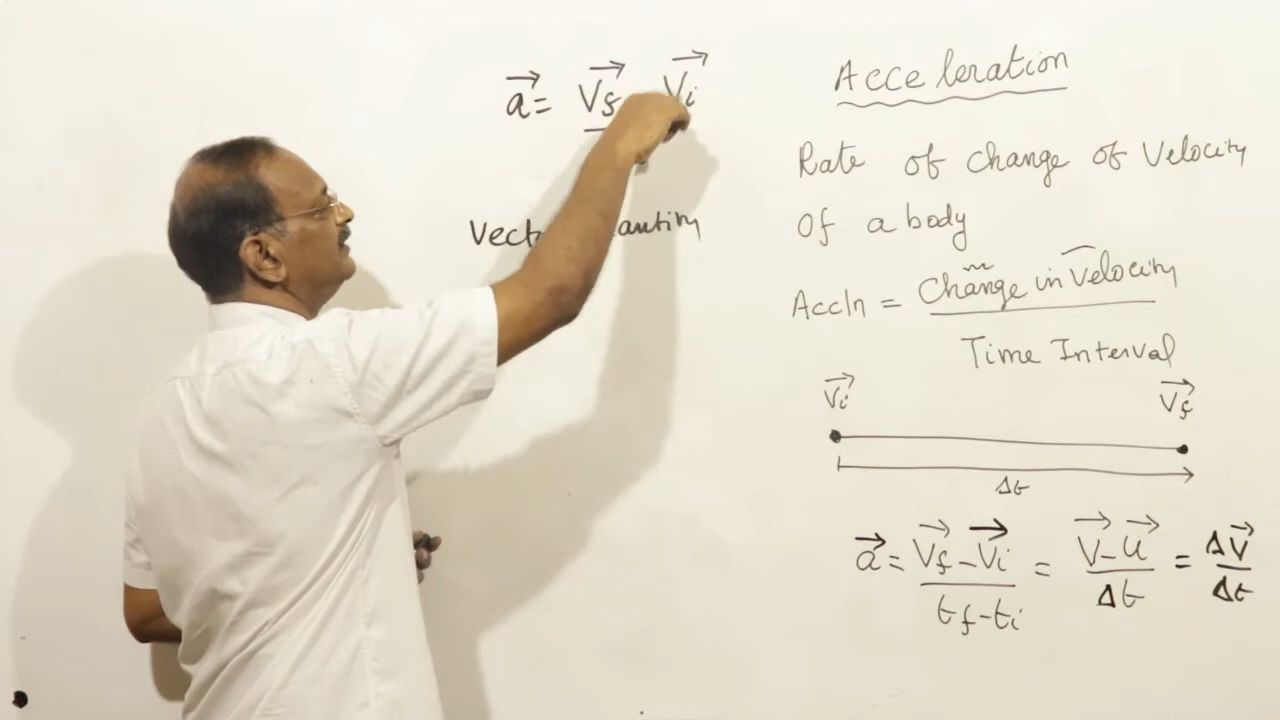 a⃗ = V⃗f V⃗i
Acceleration
Rate of change of Velocity
Of a body
Accln = Change in Velocity
Time Interval
V⃗i V⃗f
Δt
a⃗ = V⃗f - V⃗i = V⃗ - u⃗ = ΔV⃗
tf - ti Δt Δt